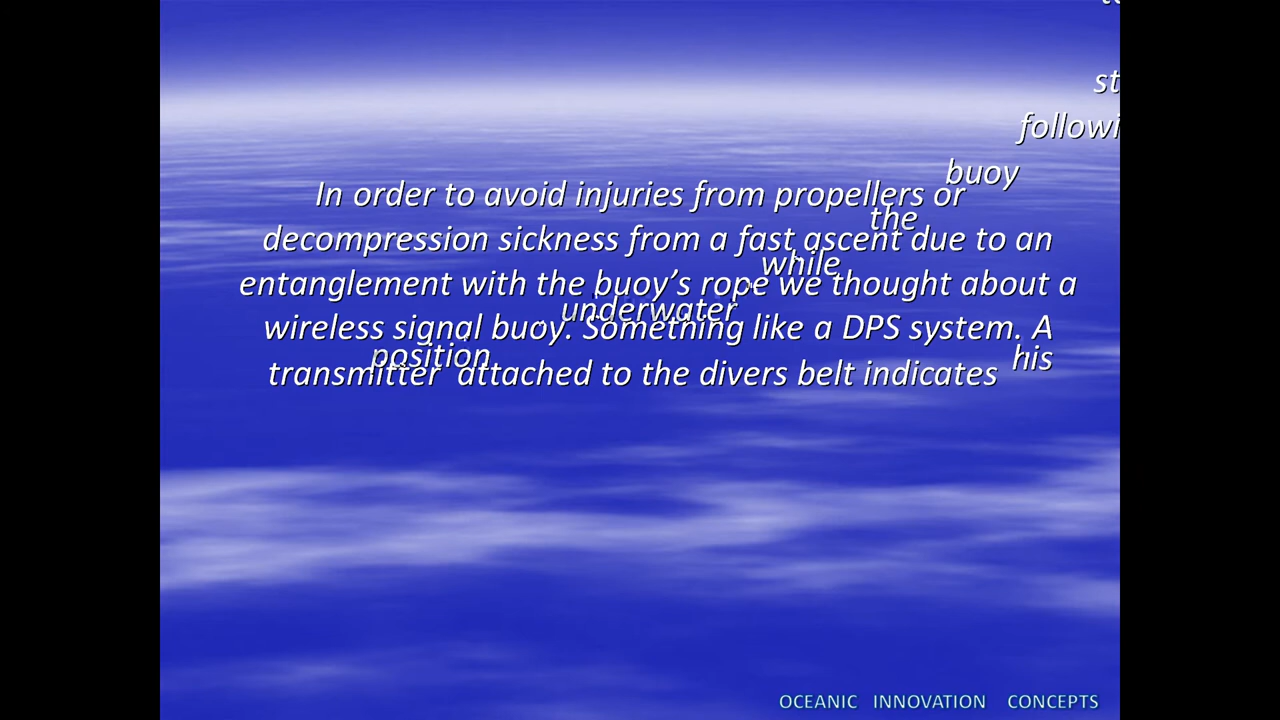 In order to avoid injuries from propellers or
decompression sickness from a fast ascent due to an
entanglement with the buoy’s rope we thought about a
wireless signal buoy. Something like a DPS system. A
transmitter attached to the divers belt indicates his
position
underwater
while
the
buoy
OCEANIC INNOVATION CONCEPTS